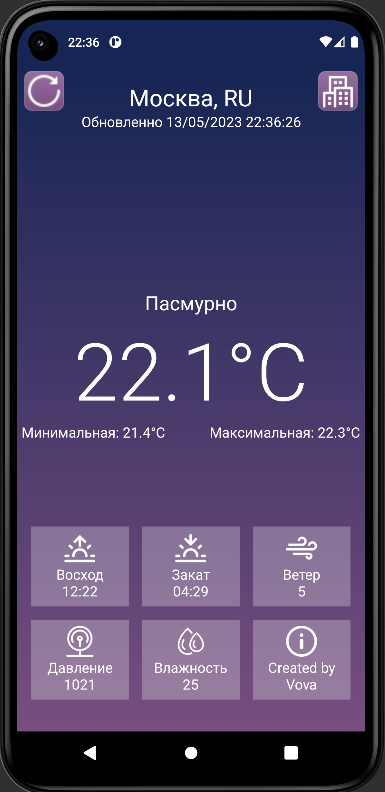 22:36
Москва, RU
Обновленно 13/05/2023 22:36:26
Пасмурно
22.1°C
Минимальная: 21.4°C Максимальная: 22.3°C
Восход
12:22
Закат
04:29
Ветер
5
Давление
1021
Влажность
25
Created by
Vova